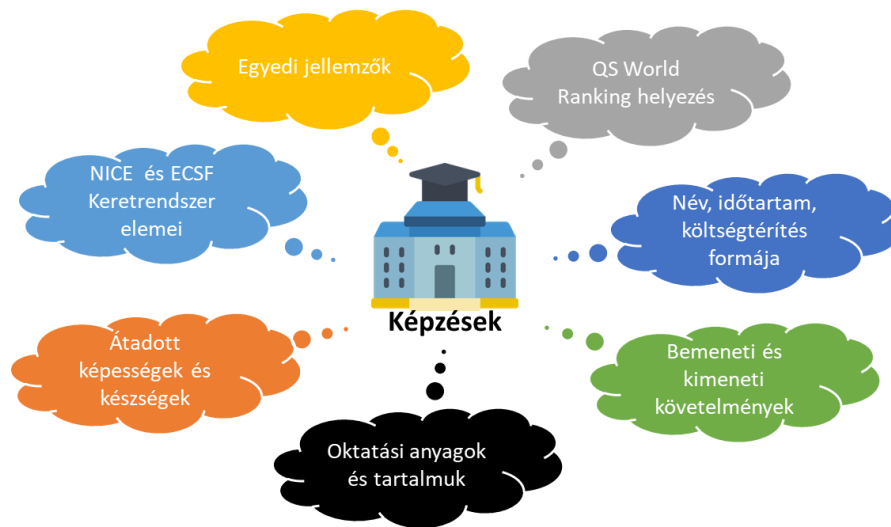 Egyedi jellemzők
QS World
Ranking helyezés
NICE és ECSF
Keretrendszer
elemei
Név, időtartam,
költségtérítés
formája
Képzések
Átadott
képességek és
készségek
Bemeneti és
kimeneti
követelmények
Oktatási anyagok
és tartalmuk